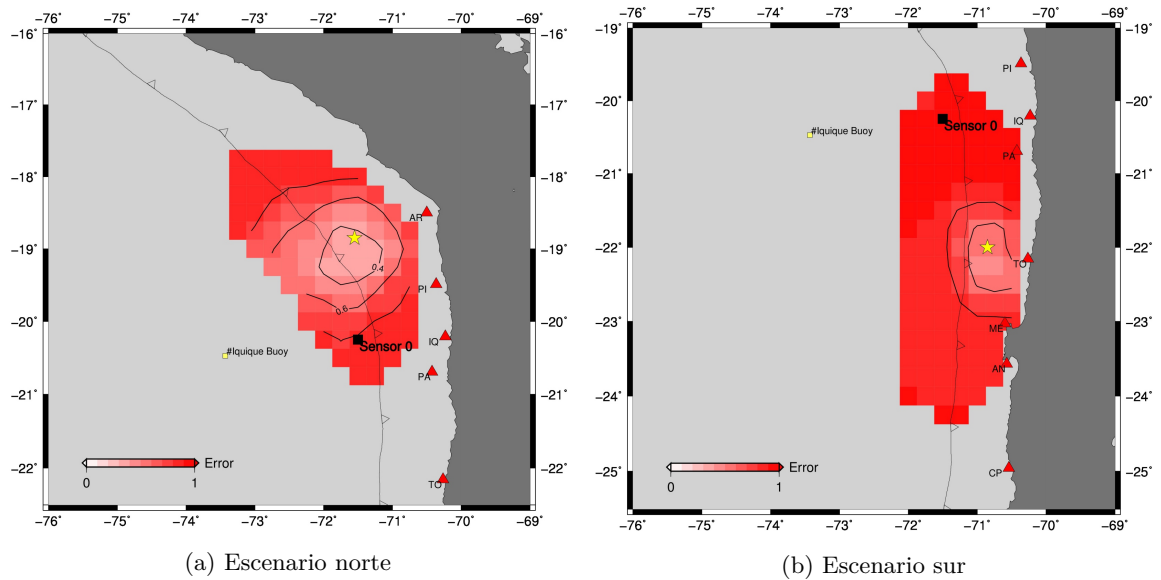 −76˚ −75˚ −74˚ −73˚ −72˚ −71˚ −70˚ −69˚
−16˚ −16˚
−17˚ −17˚
−18˚ −18˚
AR
−19˚ −19˚
0.4
PI
0.6
−20˚ −20˚
IQ
Sensor 0
#Iquique Buoy
PA
−21˚ −21˚
−22˚ −22˚
TO
Error
0 1
−76˚ −75˚ −74˚ −73˚ −72˚ −71˚ −70˚ −69˚
(a) Escenario norte
−76˚ −75˚ −74˚ −73˚ −72˚ −71˚ −70˚ −69˚
−19˚ −19˚
PI
−20˚ −20˚
IQ
Sensor 0
#Iquique Buoy
PA
−21˚ −21˚
−22˚ −22˚
TO
−23˚ −23˚
ME
AN
−24˚ −24˚
CP
−25˚ −25˚
Error
0 1
−76˚ −75˚ −74˚ −73˚ −72˚ −71˚ −70˚ −69˚
(b) Escenario sur